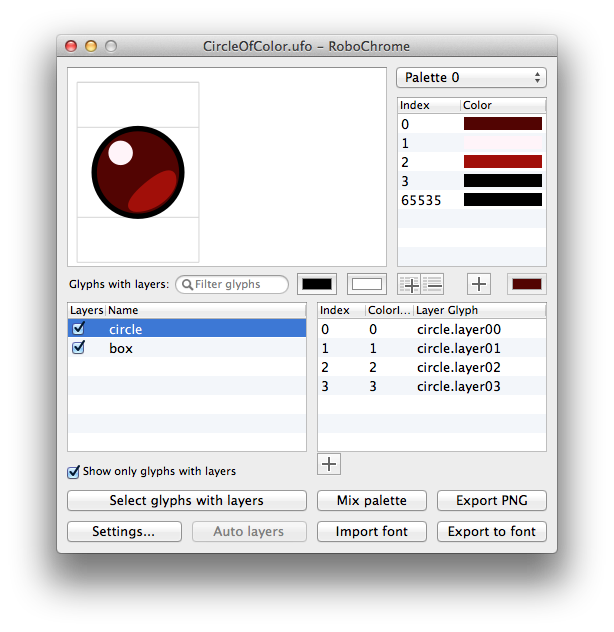 CircleOfColor.ufo – RoboChrome
Palette 0
Index Color
0
1
2
3
65535
Glyphs with layers: Filter glyphs
Layers Name
circle
box
Index ColorI... Layer Glyph
0 0 circle.layer00
1 1 circle.layer01
2 2 circle.layer02
3 3 circle.layer03
Show only glyphs with layers
Select glyphs with layers Mix palette Export PNG
Settings... Auto layers Import font Export to font